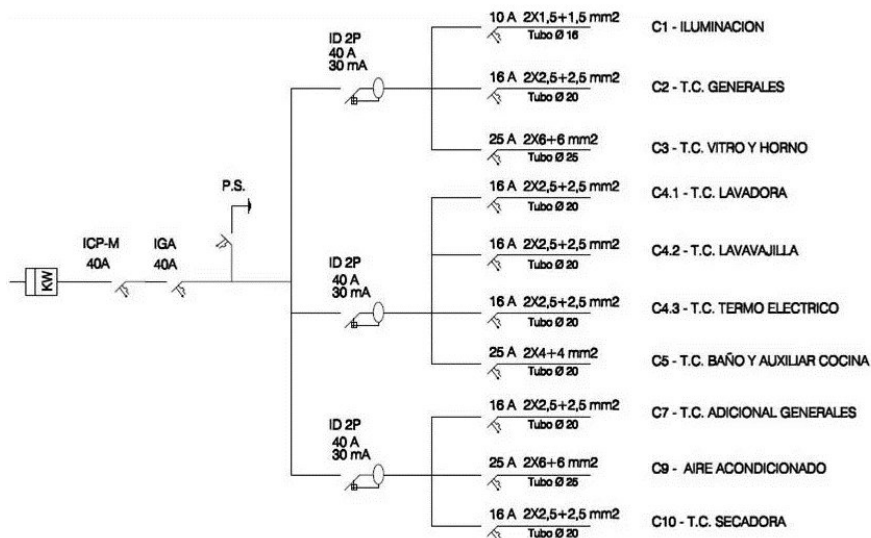 10 A 2X1,5+1,5 mm2
Tubo Ø 16
C1 - ILUMINACION
ID 2P
40 A
30 mA
16 A 2X2,5+2,5 mm2
Tubo Ø 20
C2 - T.C. GENERALES
25 A 2X6+6 mm2
Tubo Ø 25
C3 - T.C. VITRO Y HORNO
P.S.
16 A 2X2,5+2,5 mm2
Tubo Ø 20
C4.1 - T.C. LAVADORA
KW
ICP-M
40A
IGA
40A
16 A 2X2,5+2,5 mm2
Tubo Ø 20
C4.2 - T.C. LAVAVAJILLA
ID 2P
40 A
30 mA
16 A 2X2,5+2,5 mm2
Tubo Ø 20
C4.3 - T.C. TERMO ELECTRICO
25 A 2X4+4 mm2
Tubo Ø 20
C5 - T.C. BAÑO Y AUXILIAR COCINA
16 A 2X2,5+2,5 mm2
Tubo Ø 20
C7 - T.C. ADICIONAL GENERALES
ID 2P
40 A
30 mA
25 A 2X6+6 mm2
Tubo Ø 25
C9 - AIRE ACONDICIONADO
16 A 2X2,5+2,5 mm2
Tubo Ø 20
C10 - T.C. SECADORA